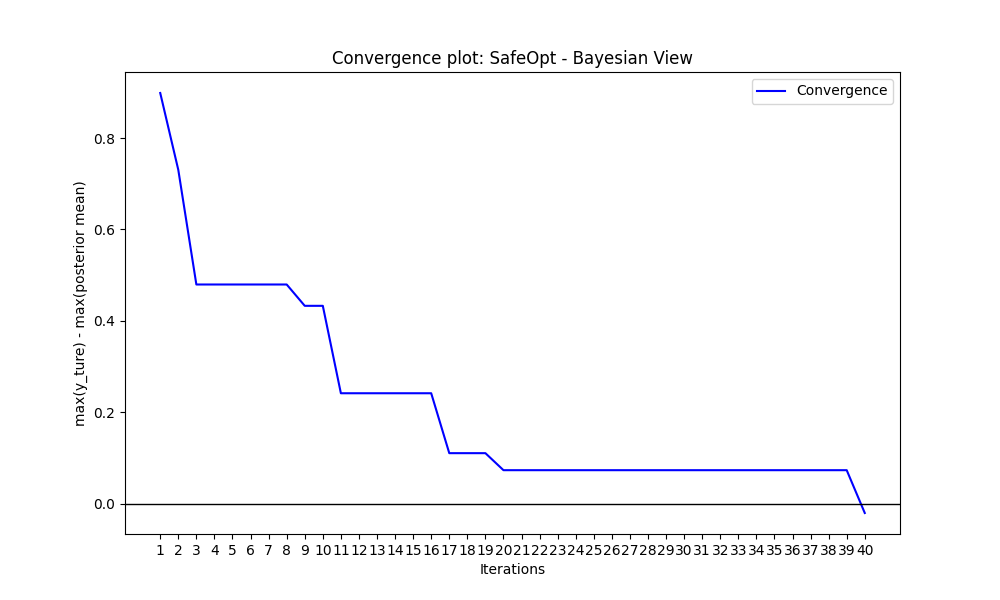 Convergence plot: SafeOpt - Bayesian View
Convergence
max(y_ture) - max(posterior mean)
0.8
0.6
0.4
0.2
0.0
1 2 3 4 5 6 7 8 9 10 11 12 13 14 15 16 17 18 19 20 21 22 23 24 25 26 27 28 29 30 31 32 33 34 35 36 37 38 39 40
Iterations